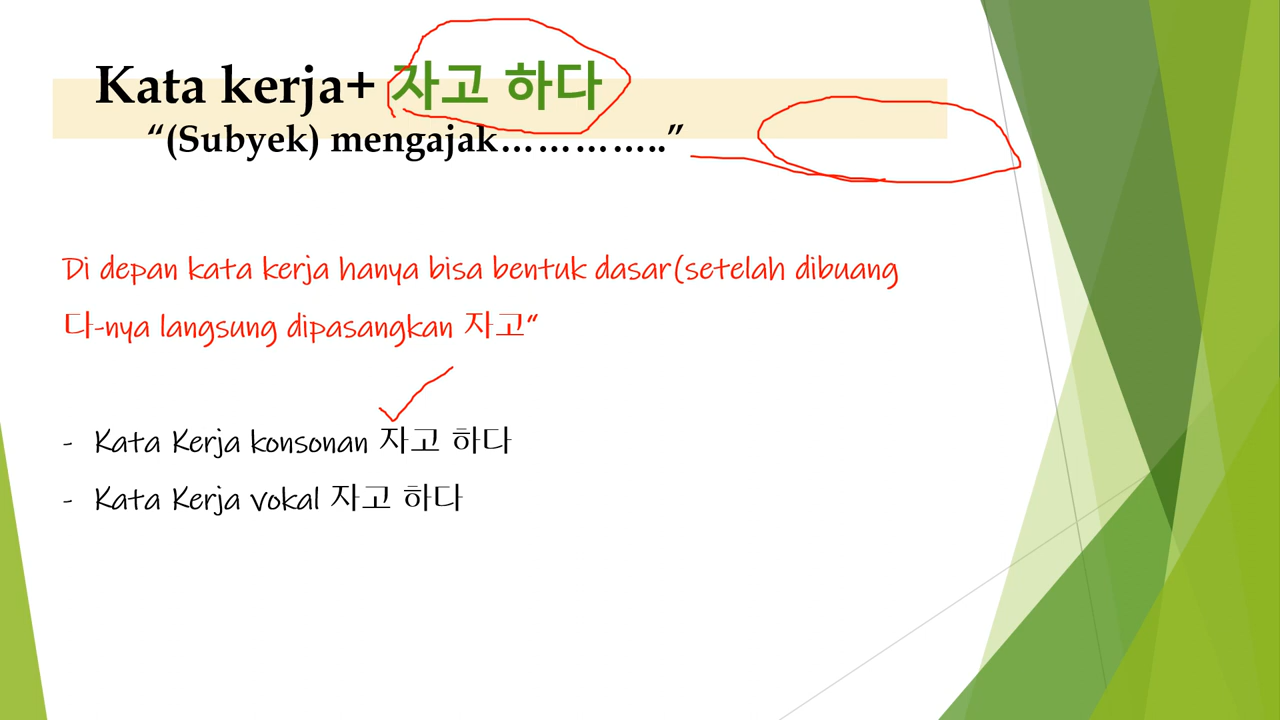 Kata kerja+ 자고 하다
“(Subyek) mengajak…………..”
Di depan kata kerja hanya bisa bentuk dasar(setelah dibuang
다-nya langsung dipasangkan 자고“
- Kata Kerja konsonan 자고 하다
- Kata Kerja vokal 자고 하다